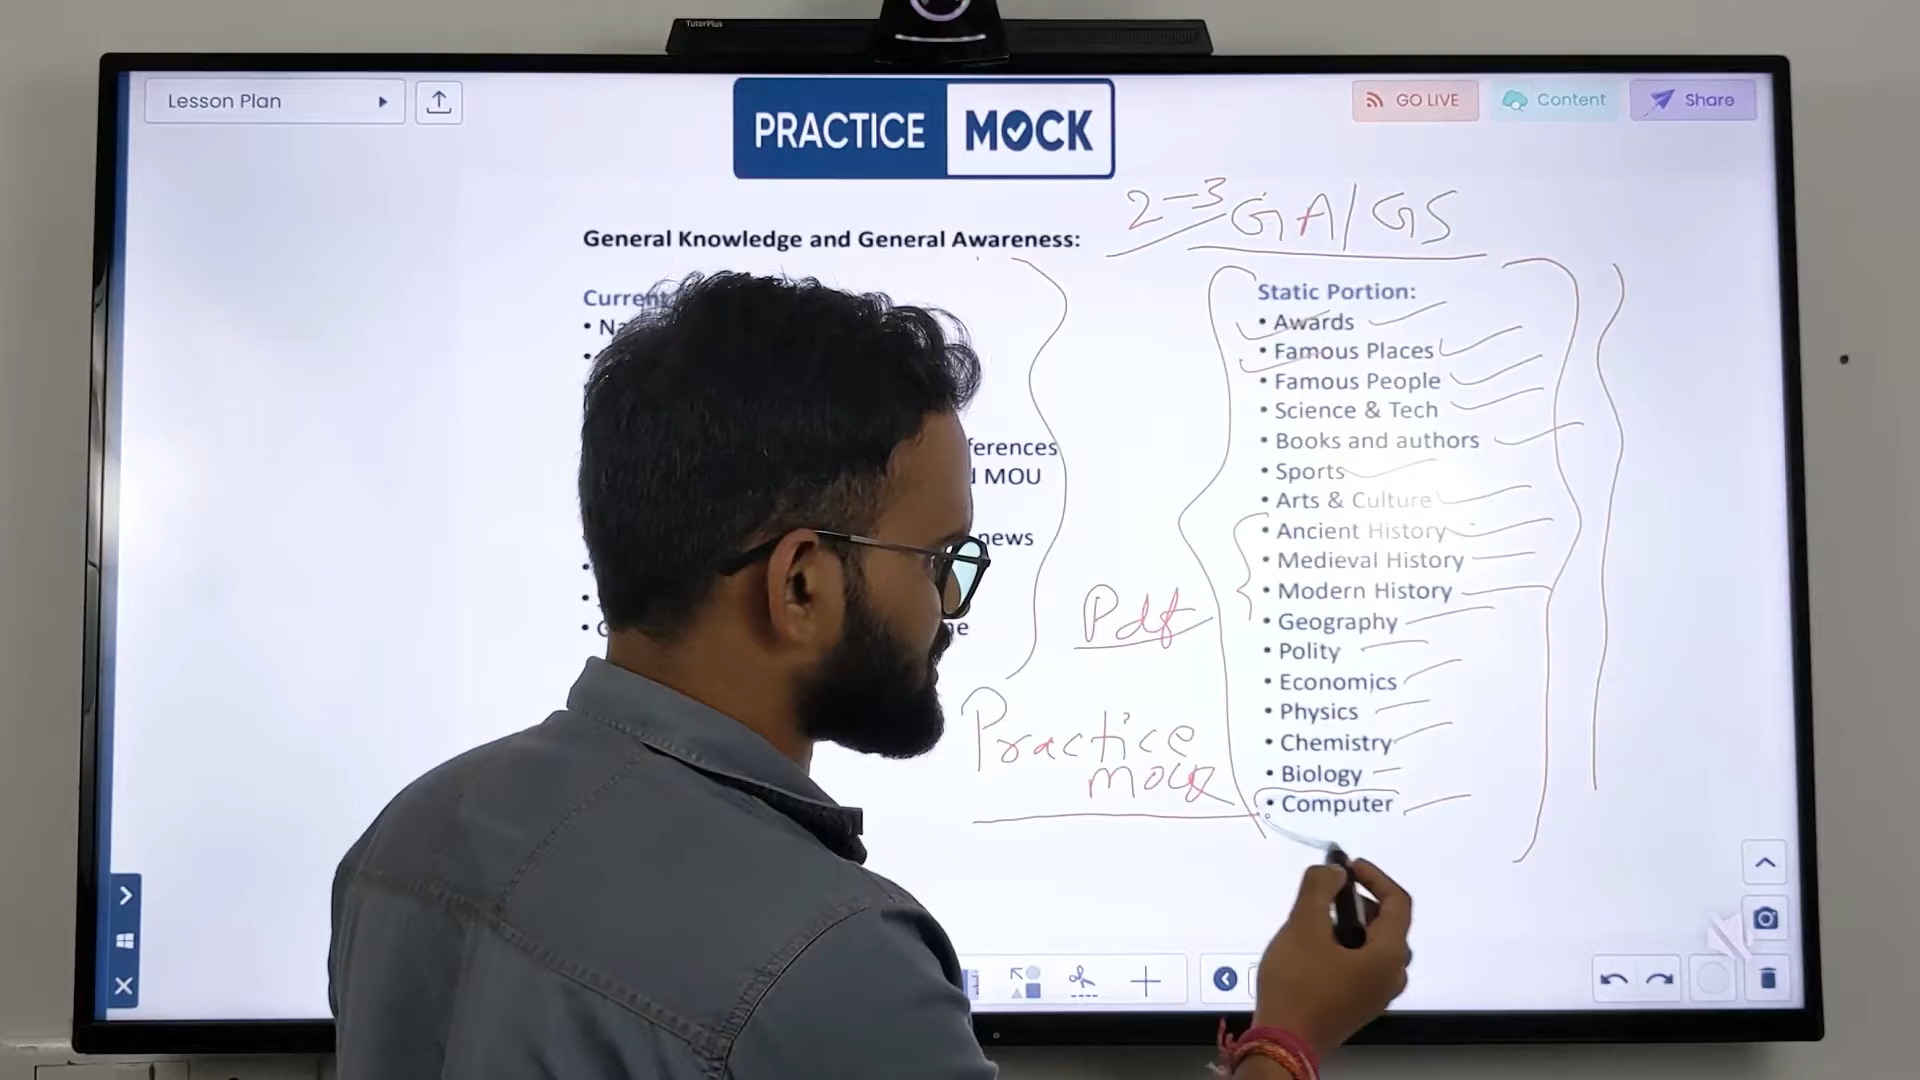 TutorPlus
Lesson Plan
PRACTICE MOCK
GO LIVE
Content
Share
2-3 GA/GS
General Knowledge and General Awareness:
Current
ferences
MOU
news
Static Portion:
• Awards
• Famous Places
• Famous People
• Science & Tech
• Books and authors
• Sports
• Arts & Culture
• Ancient History
• Medieval History
• Modern History
• Geography
• Polity
• Economics
• Physics
• Chemistry
• Biology
• Computer
Pdf
Practice
Mock